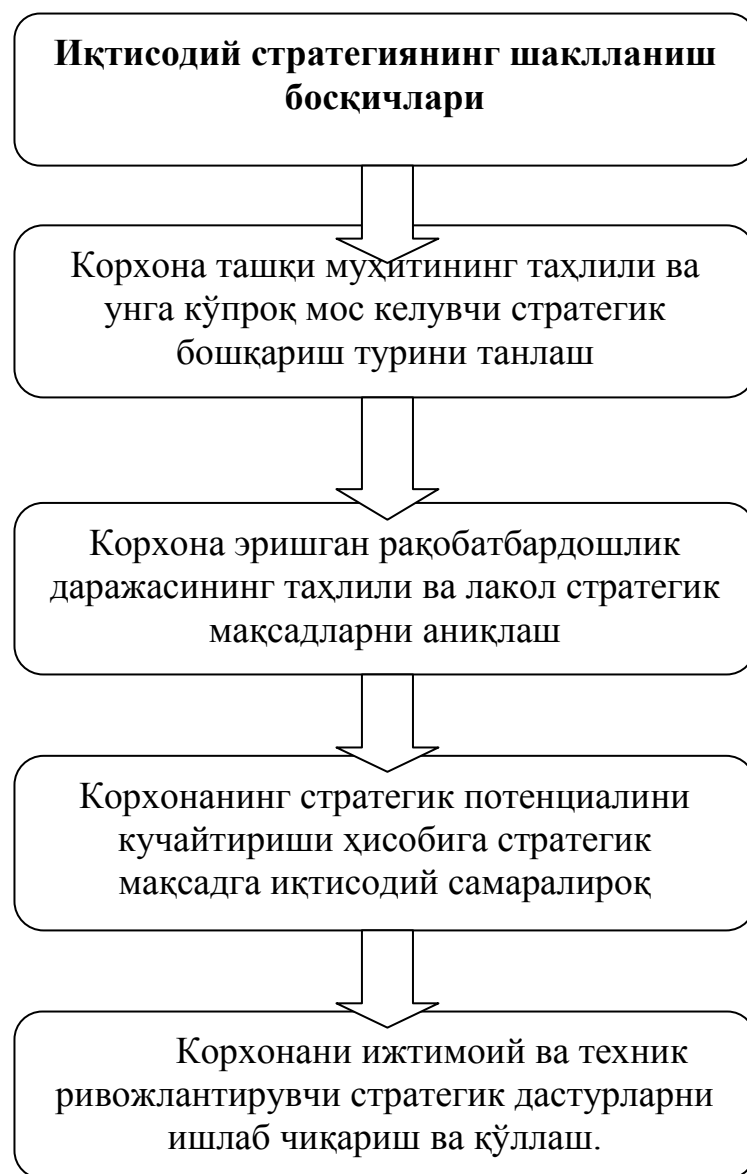 Иқтисодий стратегиянинг шаклланиш
босқичлари
Корхона ташқи муҳитининг таҳлили ва
унга кўпроқ мос келувчи стратегик
бошқариш турини танлаш
Корхона эришган рақобатбардошлик
даражасининг таҳлили ва лакол стратегик
мақсадларни аниқлаш
Корхонанинг стратегик потенциалини
кучайтириши ҳисобига стратегик
мақсадга иқтисодий самаралироқ
Корхонани ижтимоий ва техник
ривожлантирувчи стратегик дастурларни
ишлаб чиқариш ва қўллаш.